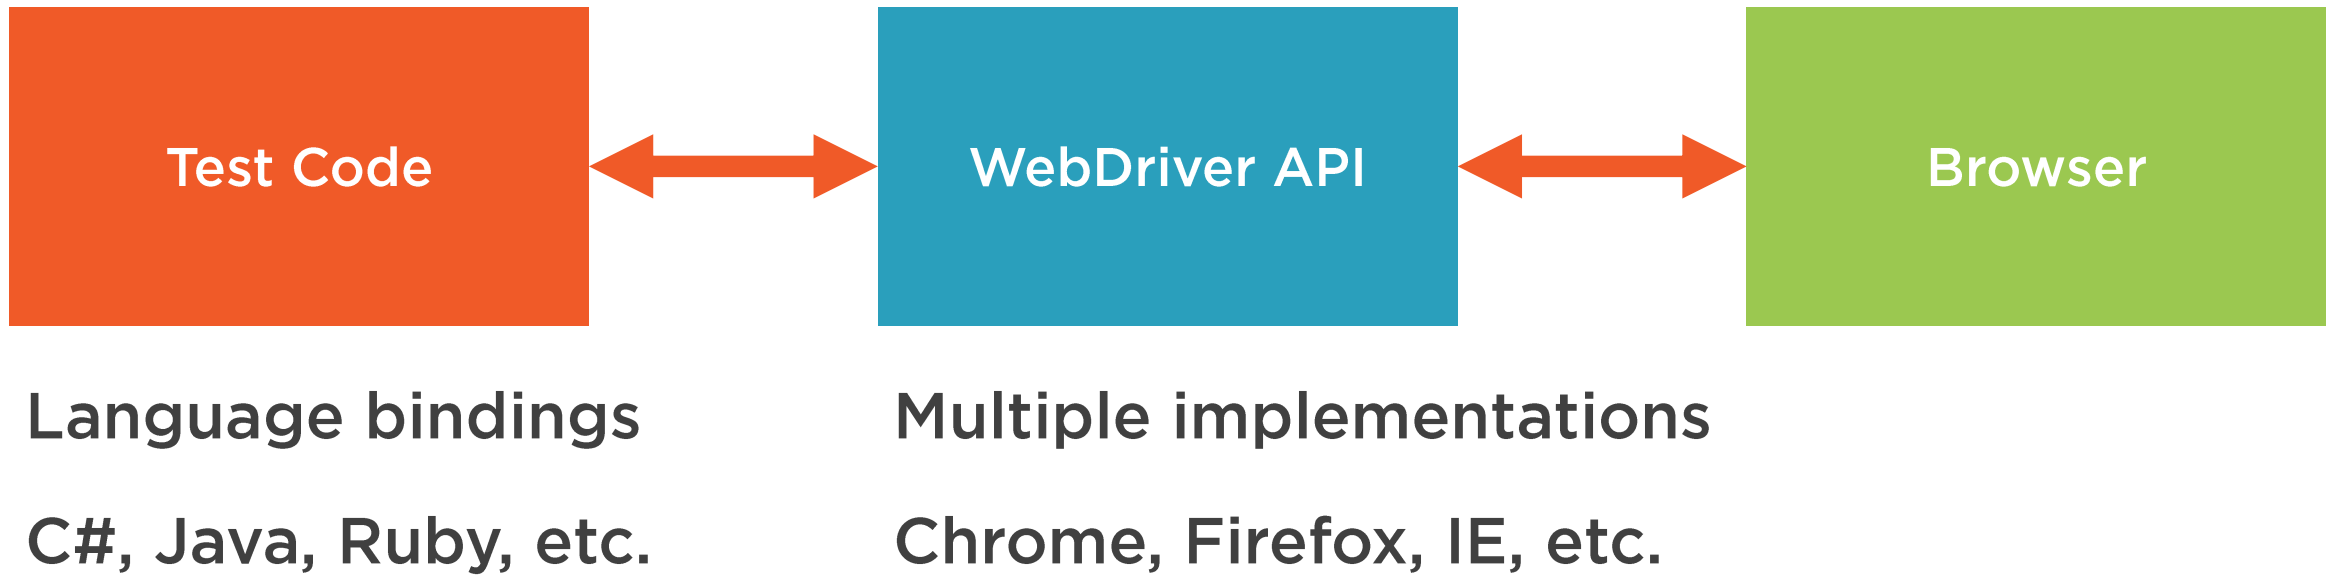 Test Code
WebDriver API
Browser
Language bindings
C#, Java, Ruby, etc.
Multiple implementations
Chrome, Firefox, IE, etc.